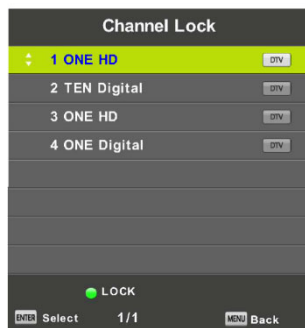 Channel Lock
1 ONE HD DTV
2 TEN Digital DTV
3 ONE HD DTV
4 ONE Digital DTV
LOCK
ENTER Select 1/1 MENU Back